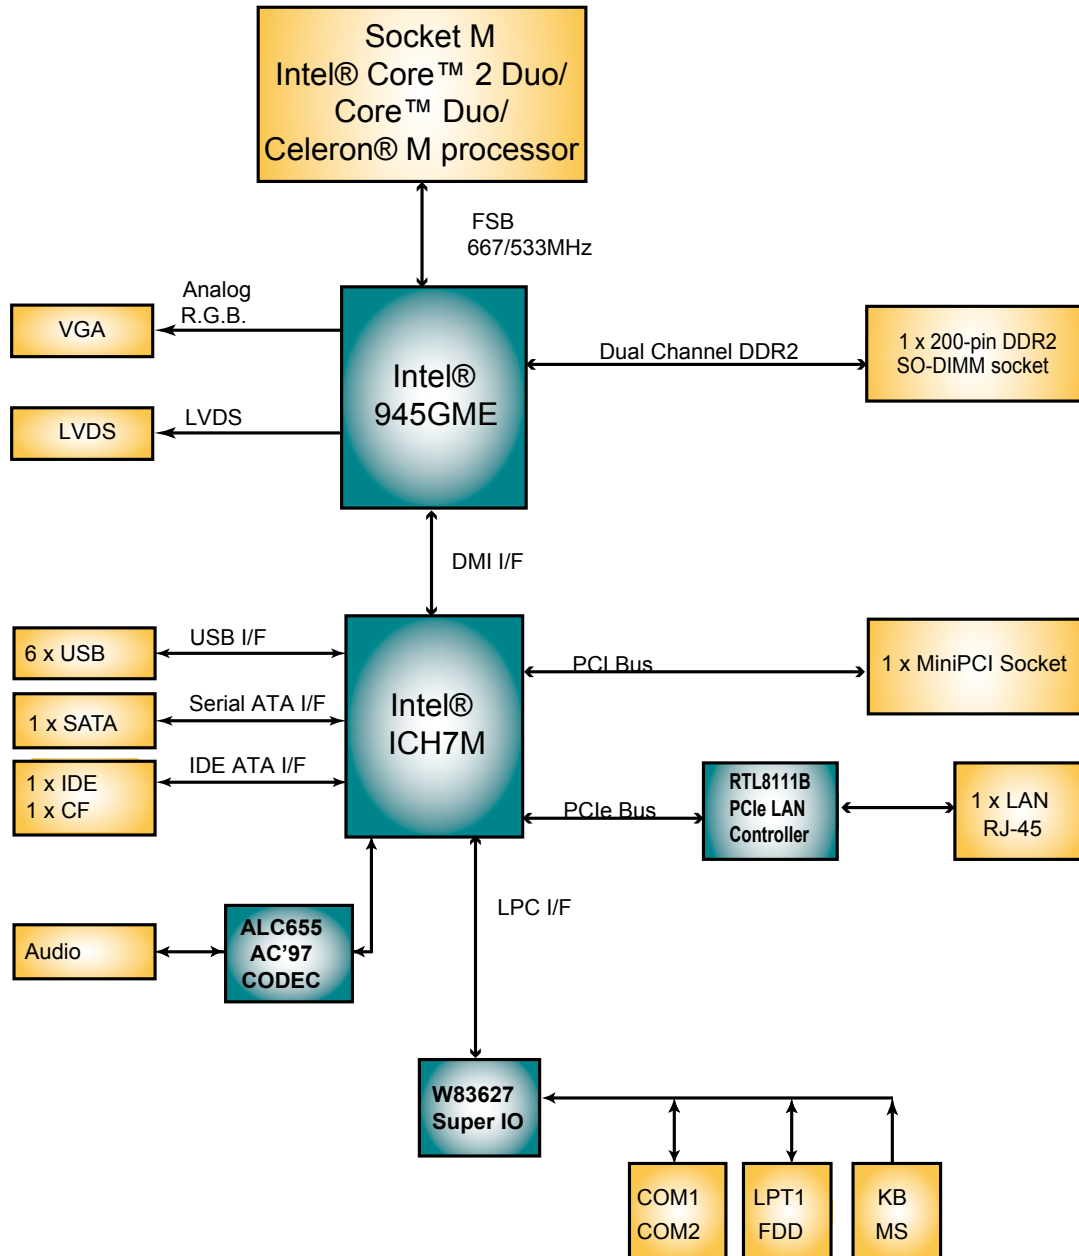 Socket M
Intel® Core™ 2 Duo/
Core™ Duo/
Celeron® M processor
FSB
667/533MHz
Analog
R.G.B.
VGA
LVDS
LVDS
Intel®
945GME
Dual Channel DDR2
1 x 200-pin DDR2
SO-DIMM socket
DMI I/F
6 x USB
USB I/F
1 x SATA
Serial ATA I/F
1 x IDE
1 x CF
IDE ATA I/F
Intel®
ICH7M
PCI Bus
1 x MiniPCI Socket
PCIe Bus
RTL8111B
PCIe LAN
Controller
1 x LAN
RJ-45
LPC I/F
Audio
ALC655
AC’97
CODEC
W83627
Super IO
COM1
COM2
LPT1
FDD
KB
MS